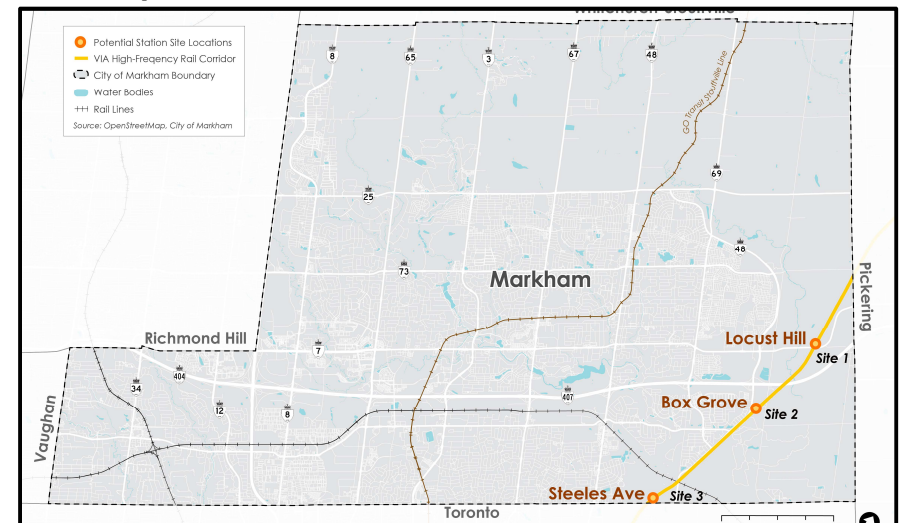 Whitchurch-Stouffville
Potential Station Site Locations
VIA High-Freqency Rail Corridor
City of Markham Boundary
Water Bodies
Rail Lines
Source: OpenStreetMap, City of Markham
8
65
3
67
48
GO Transit Stouffville Line
69
25
48
73
Markham
Pickering
Richmond Hill
Locust Hill
Site 1
7
404
34
407
12
8
Box Grove
Site 2
Vaughan
Steeles Ave
Site 3
Toronto